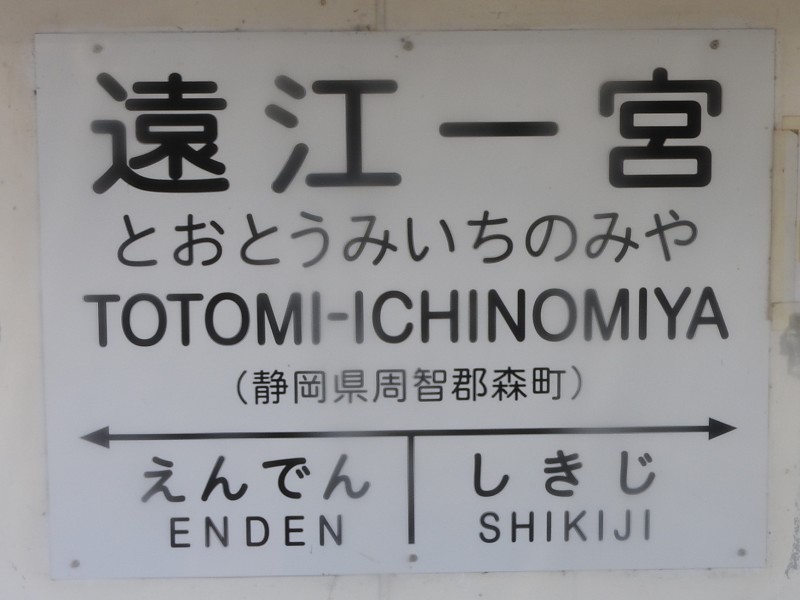 遠江一宮
とおとうみいちのみや
TOTOMI-ICHINOMIYA
（静岡県周智郡森町）
えんでん しきじ
ENDEN SHIKIJI